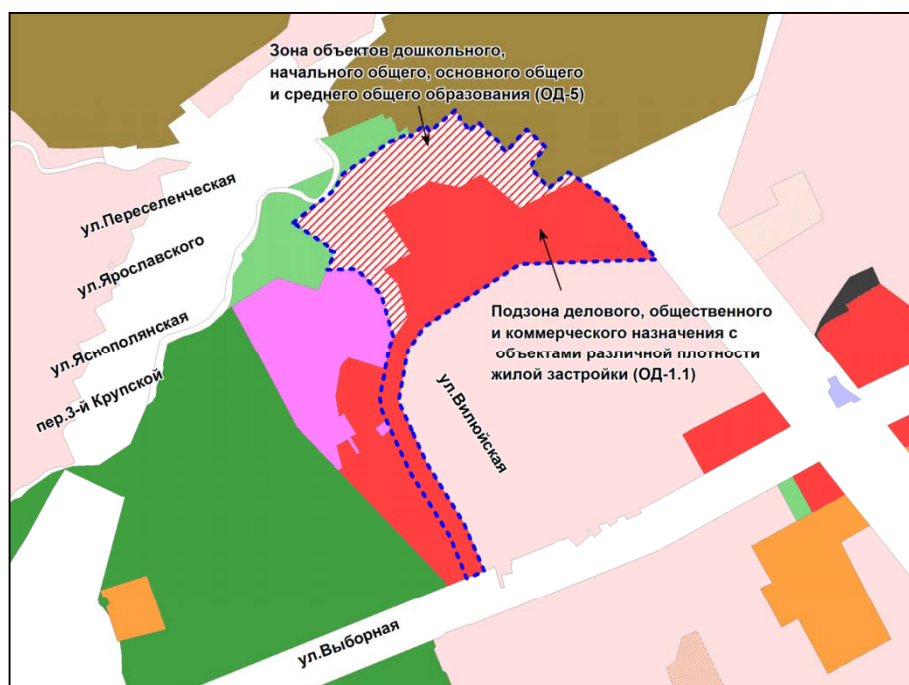 Зона объектов дошкольного,
начального общего, основного общего
и среднего общего образования (ОД-5)
ул.Переселенческая
ул.Ярославского
ул.Яснополянская
пер.3-й Крупской
Подзона делового, общественного
и коммерческого назначения с
объектами различной плотности
жилой застройки (ОД-1.1)
ул.Вилюйская
ул.Выборная